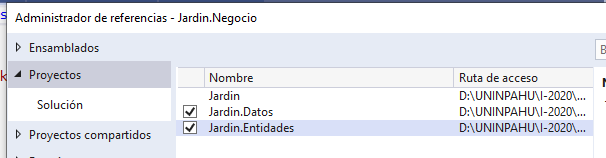 Administrador de referencias - Jardin.Negocio
Ensamblados
Proyectos
Solución
Proyectos compartidos
Nombre Ruta de acceso
Jardin D:\UNINPAHU\I-2020\...
Jardin.Datos D:\UNINPAHU\I-2020\...
Jardin.Entidades D:\UNINPAHU\I-2020\...